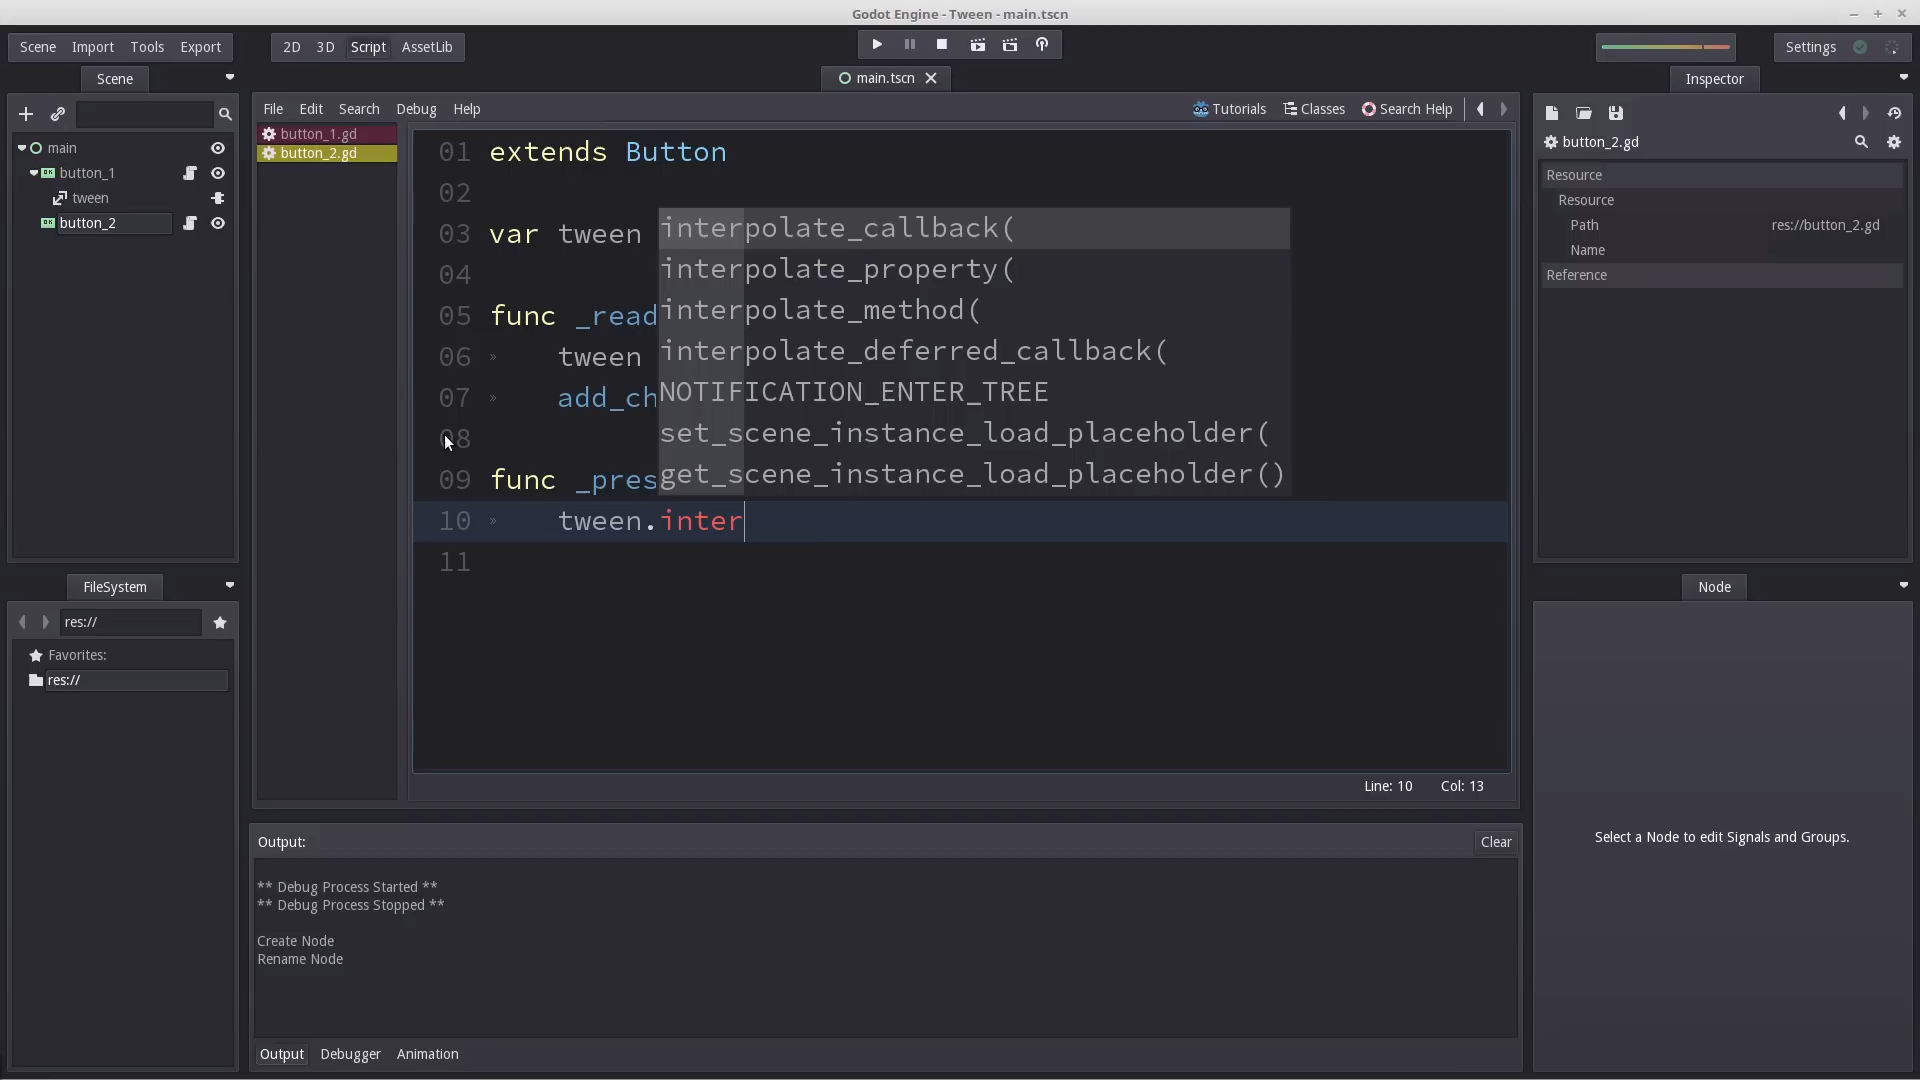 Godot Engine - Tween - main.tscn
Scene Import Tools Export
2D 3D Script AssetLib
Settings
Scene
main.tscn
Inspector
File Edit Search Debug Help
Tutorials Classes Search Help
main
button_1
tween
button_2
button_1.gd
button_2.gd
01 extends Button
02
03 var tween
04
05 func _read
06 tween
07 add_ch
08
09 func _pres
10 tween.inter
11
interpolate_callback(
interpolate_property(
interpolate_method(
interpolate_deferred_callback(
NOTIFICATION_ENTER_TREE
set_scene_instance_load_placeholder(
get_scene_instance_load_placeholder()
Line: 10 Col: 13
button_2.gd
Resource
Resource
Path res://button_2.gd
Name
Reference
FileSystem
res://
Favorites:
res://
Output:
Clear
** Debug Process Started **
** Debug Process Stopped **
Create Node
Rename Node
Output Debugger Animation
Node
Select a Node to edit Signals and Groups.